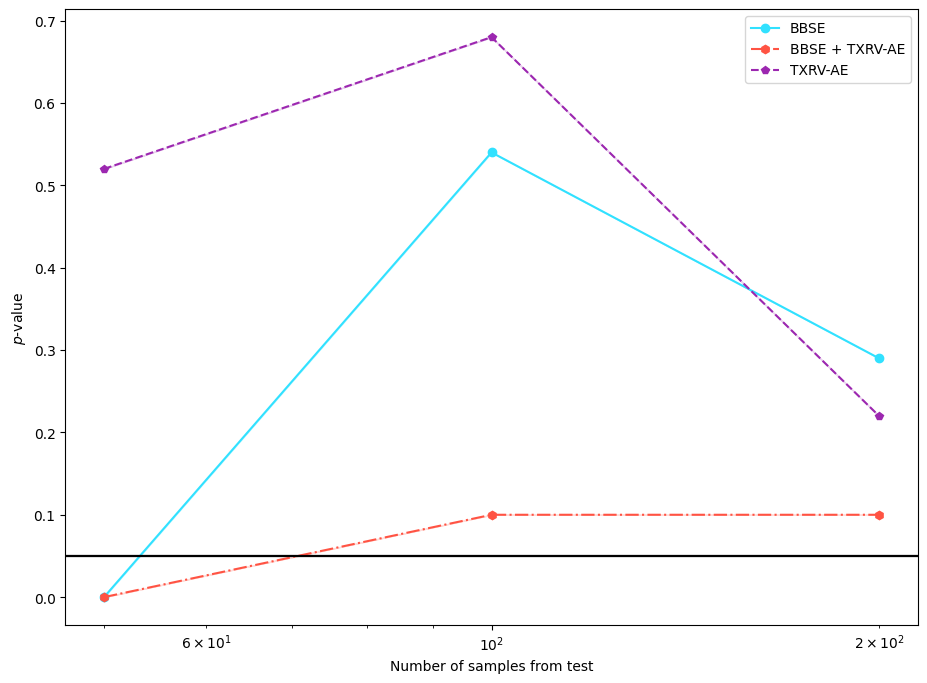 0.7
0.6
0.5
0.4
0.3
0.2
0.1
0.0
p-value
BBSE
BBSE + TXRV-AE
TXRV-AE
6 × 10¹
10²
2 × 10²
Number of samples from test